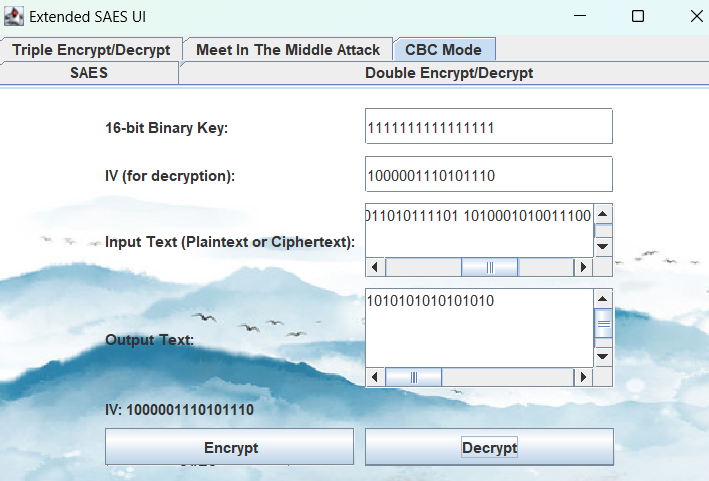 Extended SAES UI
Triple Encrypt/Decrypt Meet In The Middle Attack CBC Mode
SAES Double Encrypt/Decrypt
16-bit Binary Key: 1111111111111111
IV (for decryption): 1000001110101110
Input Text (Plaintext or Ciphertext): 011010111101 1010001010011100
Output Text: 1010101010101010
IV: 1000001110101110
Encrypt Decrypt